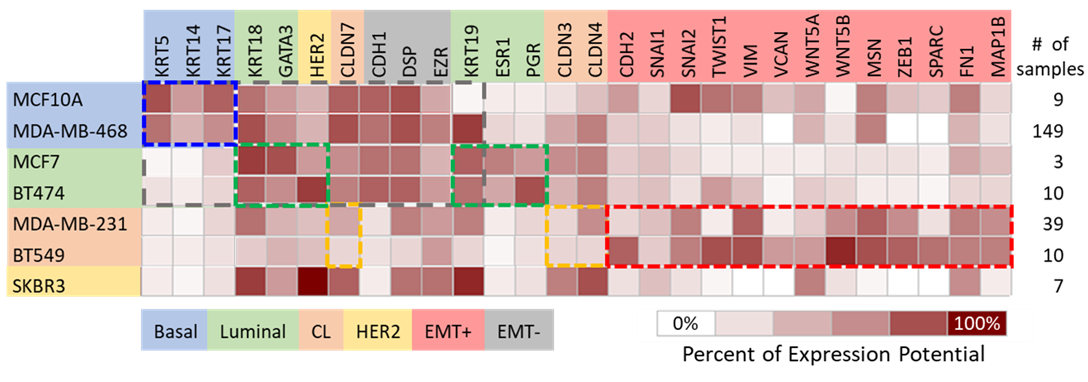 KRT5 KRT14 KRT17 KRT18 GATA3 HER2 CLDN7 CDH1 DSP EZR KRT19 ESR1 PGR CLDN3 CLDN4 CDH2 SNAI1 SNAI2 TWIST1 VIM VCAN WNT5A WNT5B MSN ZEB1 SPARC FN1 MAP1B
# of
samples
MCF10A 9
MDA-MB-468 149
MCF7 3
BT474 10
MDA-MB-231 39
BT549 10
SKBR3 7
Basal Luminal CL HER2 EMT+ EMT-
0% 100%
Percent of Expression Potential